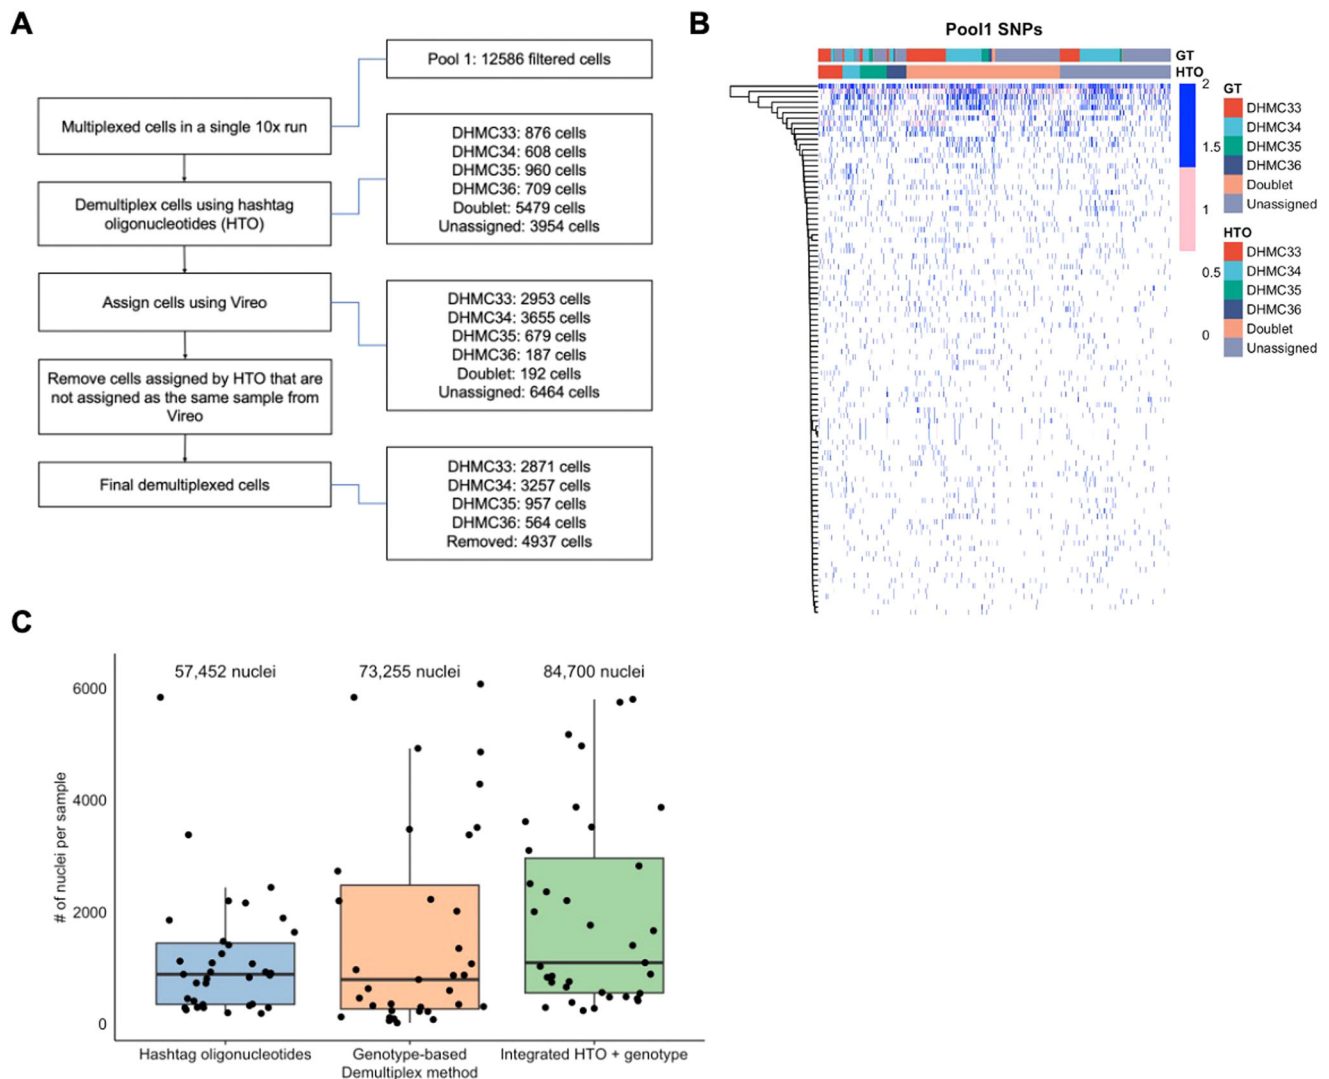 A
Pool 1: 12586 filtered cells
Multiplexed cells in a single 10x run
DHMC33: 876 cells
DHMC34: 608 cells
DHMC35: 960 cells
DHMC36: 709 cells
Doublet: 5479 cells
Unassigned: 3954 cells
Demultiplex cells using hashtag
oligonucleotides (HTO)
Assign cells using Vireo
DHMC33: 2953 cells
DHMC34: 3655 cells
DHMC35: 679 cells
DHMC36: 187 cells
Doublet: 192 cells
Unassigned: 6464 cells
Remove cells assigned by HTO that are
not assigned as the same sample from
Vireo
Final demultiplexed cells
DHMC33: 2871 cells
DHMC34: 3257 cells
DHMC35: 957 cells
DHMC36: 564 cells
Removed: 4937 cells
B
Pool1 SNPs
GT
HTO
2
1.5
1
0.5
0
GT
DHMC33
DHMC34
DHMC35
DHMC36
Doublet
Unassigned
HTO
DHMC33
DHMC34
DHMC35
DHMC36
Doublet
Unassigned
C
57,452 nuclei
73,255 nuclei
84,700 nuclei
# of nuclei per sample
6000
4000
2000
0
Hashtag oligonucleotides
Genotype-based
Integrated HTO + genotype
Demultiplex method